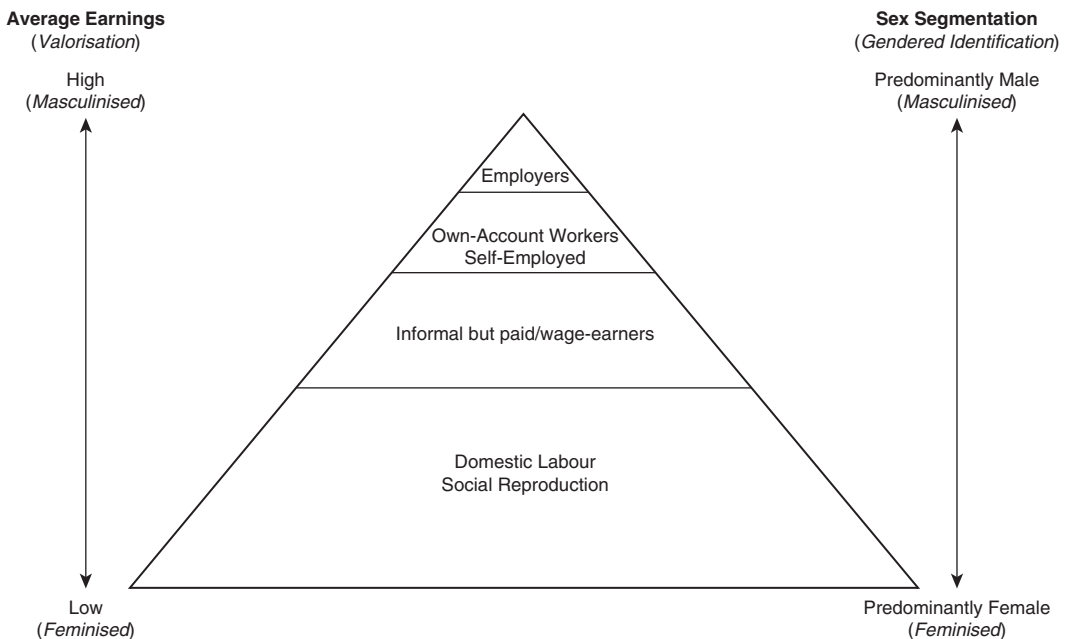 Average Earnings
(Valorisation)
High
(Masculinised)
Sex Segmentation
(Gendered Identification)
Predominantly Male
(Masculinised)
Employers
Own-Account Workers
Self-Employed
Informal but paid/wage-earners
Domestic Labour
Social Reproduction
Low
(Feminised)
Predominantly Female
(Feminised)